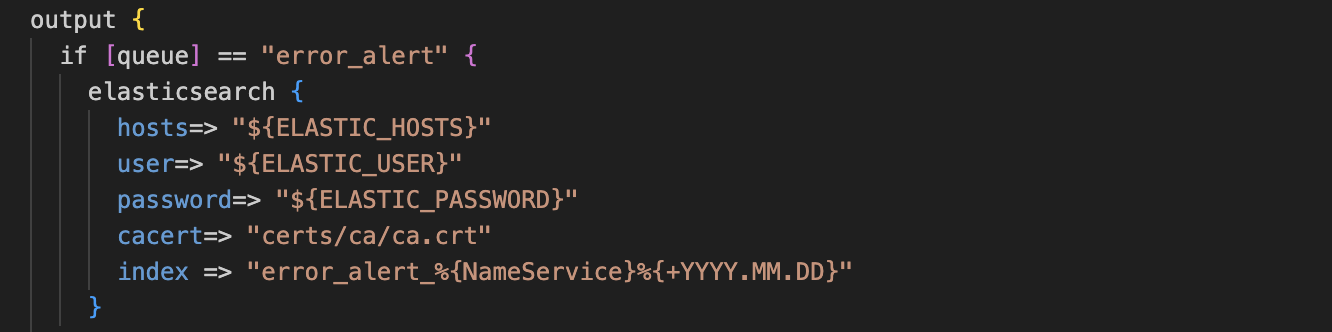 output {
if [queue] == "error_alert" {
elasticsearch {
hosts=> "${ELASTIC_HOSTS}"
user=> "${ELASTIC_USER}"
password=> "${ELASTIC_PASSWORD}"
cacert=> "certs/ca/ca.crt"
index => "error_alert_%{NameService}%{+YYYY.MM.DD}"
}